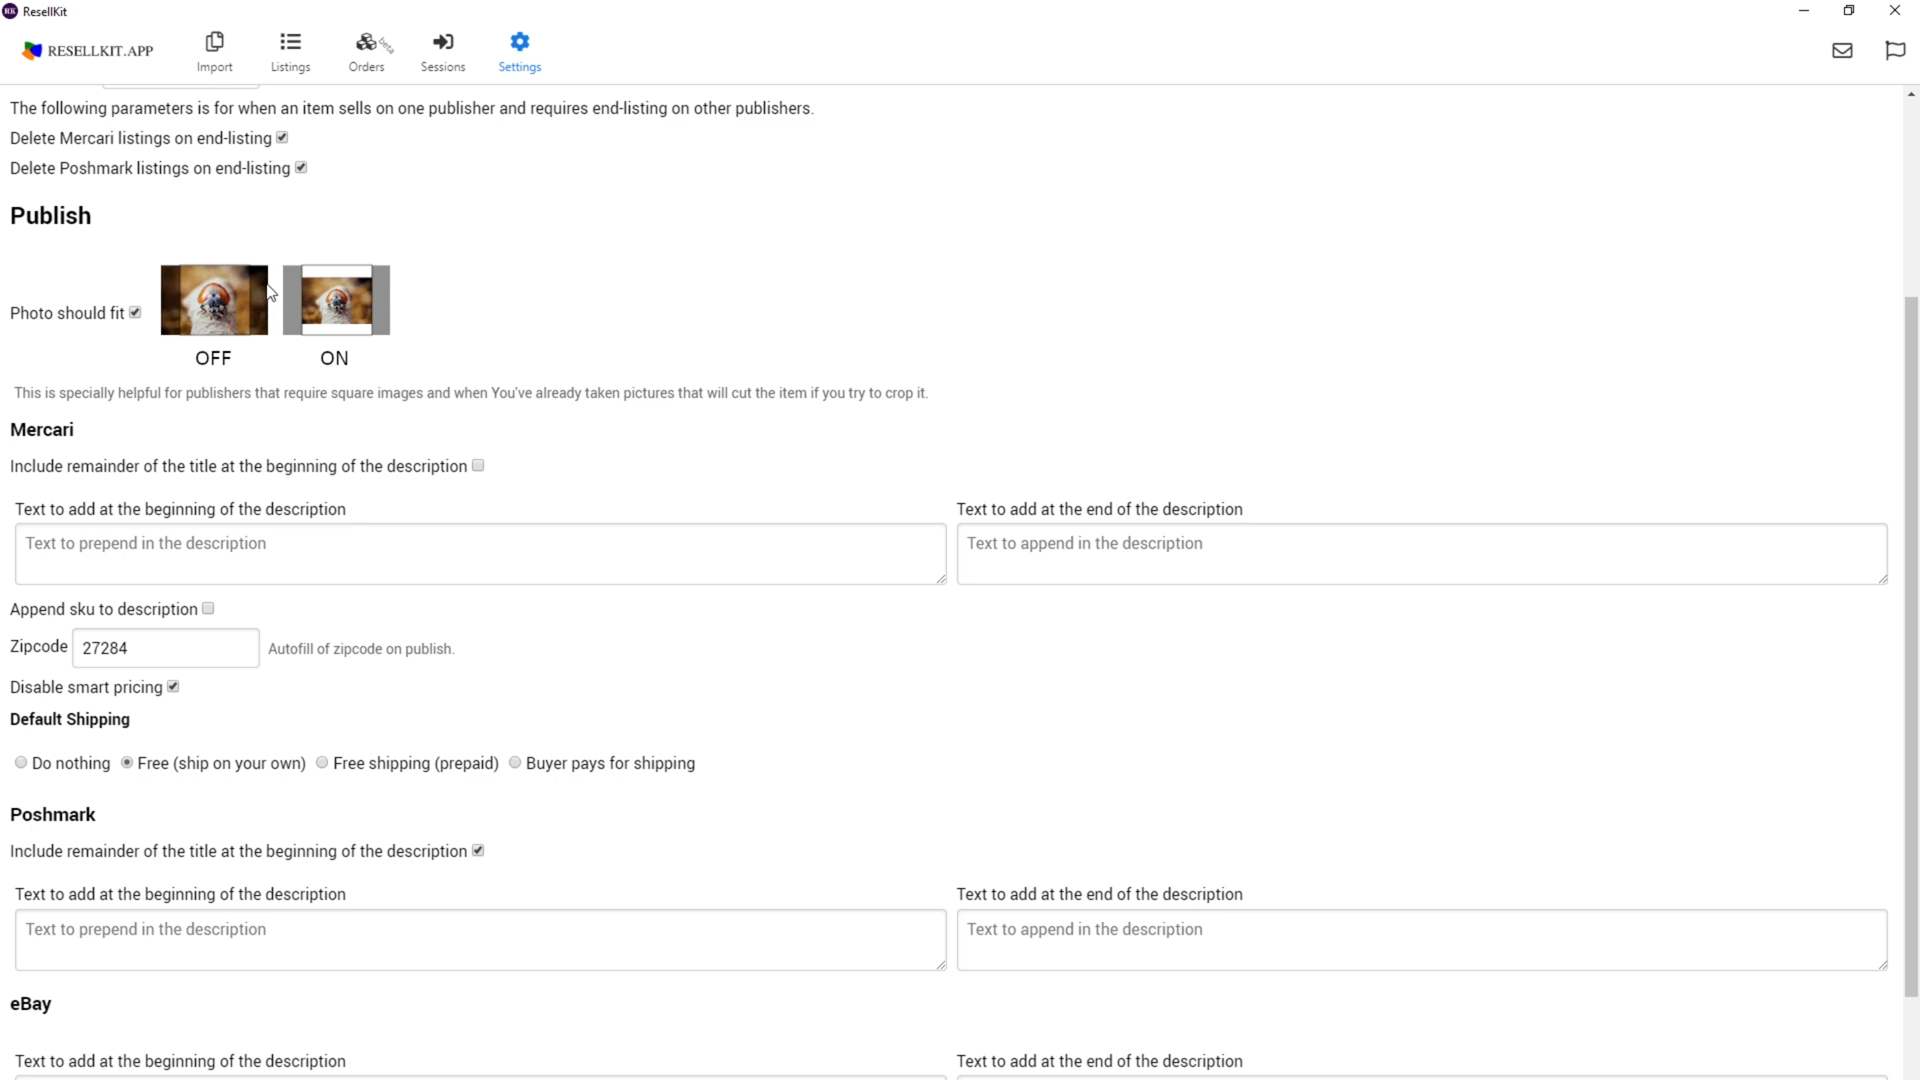 RK ResellKit
RESELLKIT.APP
Import
Listings
Orders
beta
Sessions
Settings
The following parameters is for when an item sells on one publisher and requires end-listing on other publishers.
Delete Mercari listings on end-listing
Delete Poshmark listings on end-listing
Publish
Photo should fit
OFF
ON
This is specially helpful for publishers that require square images and when You've already taken pictures that will cut the item if you try to crop it.
Mercari
Include remainder of the title at the beginning of the description
Text to add at the beginning of the description
Text to add at the end of the description
Text to prepend in the description
Text to append in the description
Append sku to description
Zipcode 27284 Autofill of zipcode on publish.
Disable smart pricing
Default Shipping
Do nothing Free (ship on your own) Free shipping (prepaid) Buyer pays for shipping
Poshmark
Include remainder of the title at the beginning of the description
Text to add at the beginning of the description
Text to add at the end of the description
Text to prepend in the description
Text to append in the description
eBay
Text to add at the beginning of the description
Text to add at the end of the description